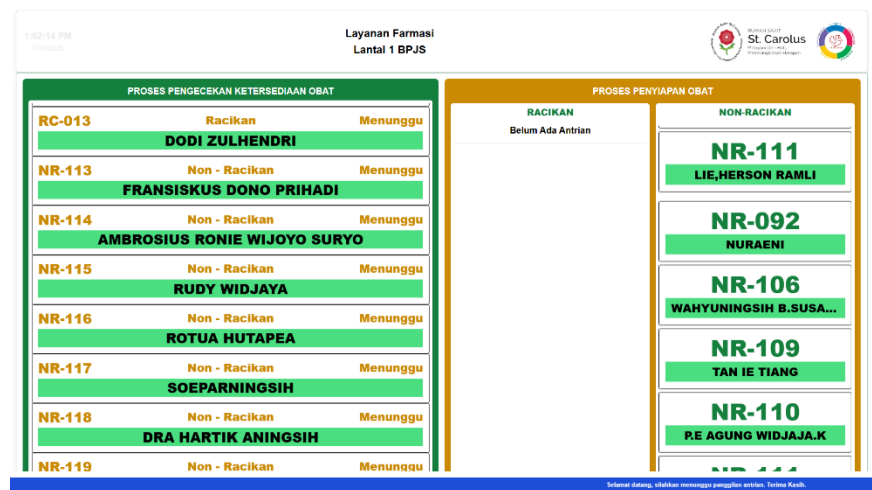 1:02:14 PM
Layanan Farmasi
Lantai 1 BPJS
St. Carolus
PROSES PENGECEKAN KETERSEDIAAN OBAT
RC-013 Racikan Menunggu
DODI ZULHENDRI
NR-113 Non - Racikan Menunggu
FRANSISKUS DONO PRIHADI
NR-114 Non - Racikan Menunggu
AMBROSIUS RONIE WIJOYO SURYO
NR-115 Non - Racikan Menunggu
RUDY WIDJAYA
NR-116 Non - Racikan Menunggu
ROTUA HUTAPEA
NR-117 Non - Racikan Menunggu
SOEPARNINGSIH
NR-118 Non - Racikan Menunggu
DRA HARTIK ANINGSIH
NR-119 Non - Racikan Menunggu
PROSES PENYIAPAN OBAT
RACIKAN
Belum Ada Antrian
NON-RACIKAN
NR-111
LIE,HERSON RAMLI
NR-092
NURAENI
NR-106
WAHYUNINGSIH B.SUSA...
NR-109
TAN IE TIANG
NR-110
P.E AGUNG WIDJAJA.K
Selamat datang, silahkan menunggu panggilan antrian. Terima Kasih.